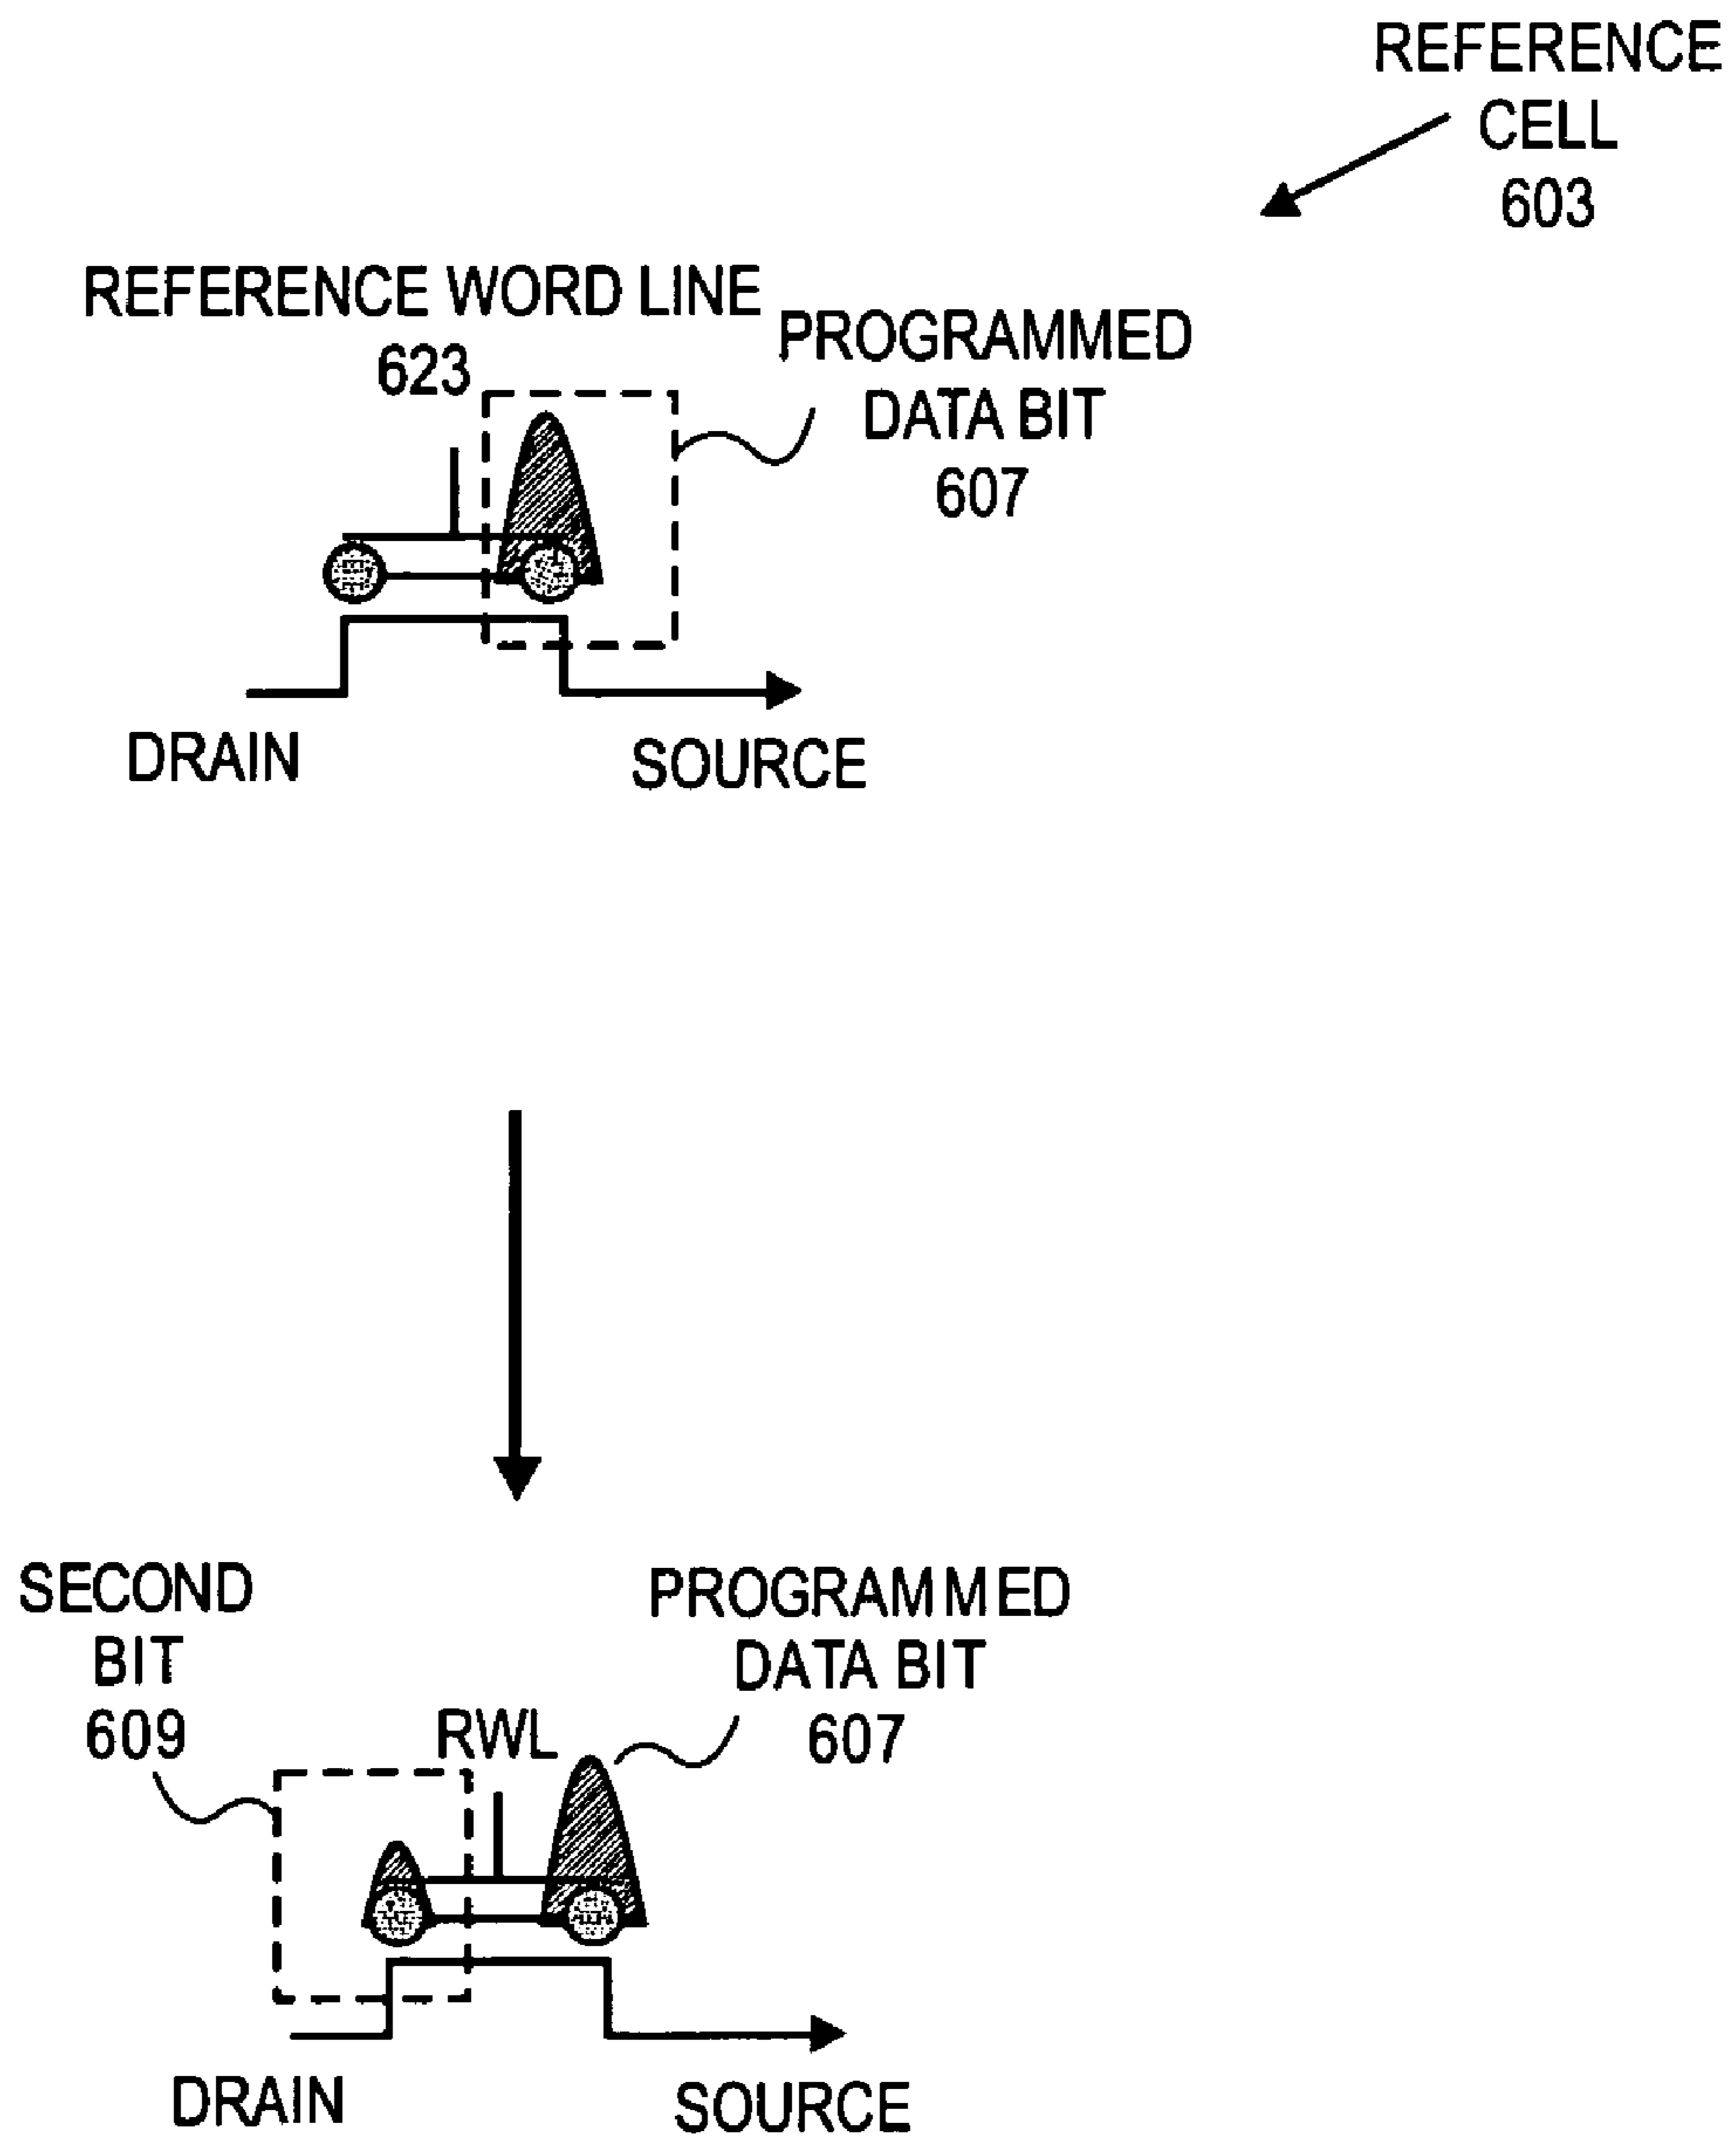 REFERENCE
CELL
603
REFERENCE WORD LINE
623
PROGRAMMED
DATA BIT
607
DRAIN
SOURCE
SECOND
BIT
609
RWL
PROGRAMMED
DATA BIT
607
DRAIN
SOURCE